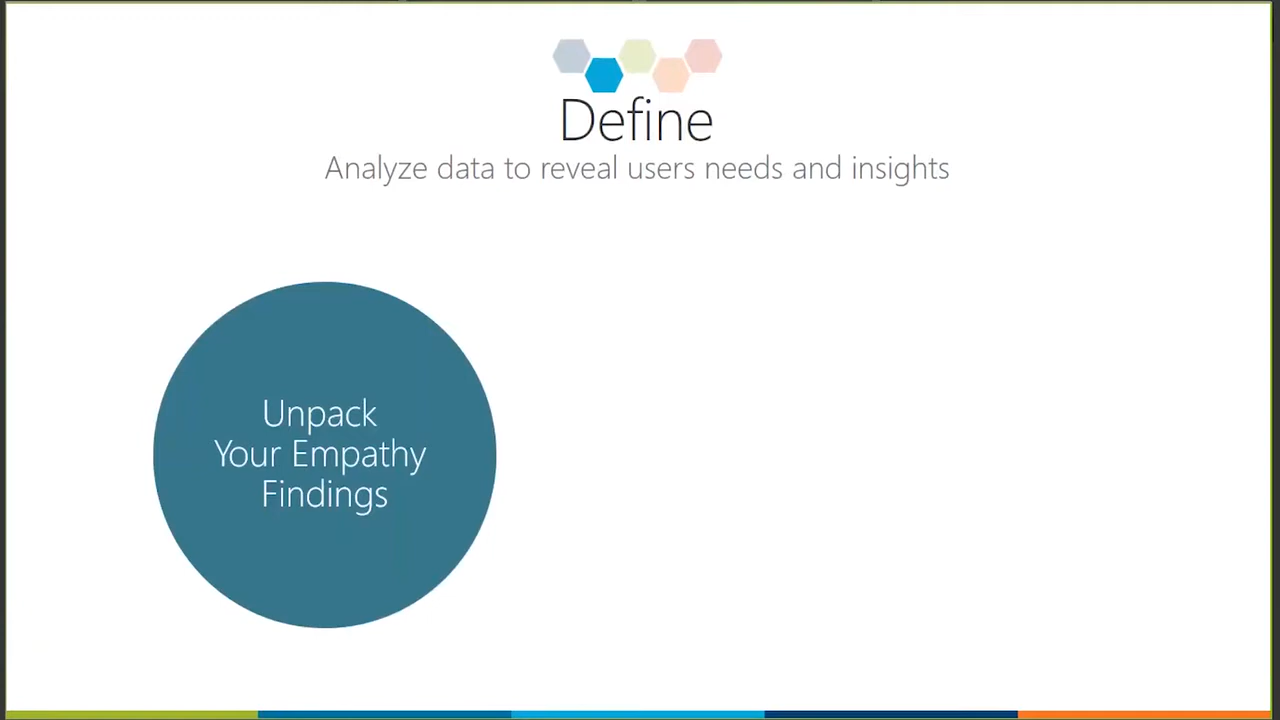 Define
Analyze data to reveal users needs and insights
Unpack
Your Empathy
Findings